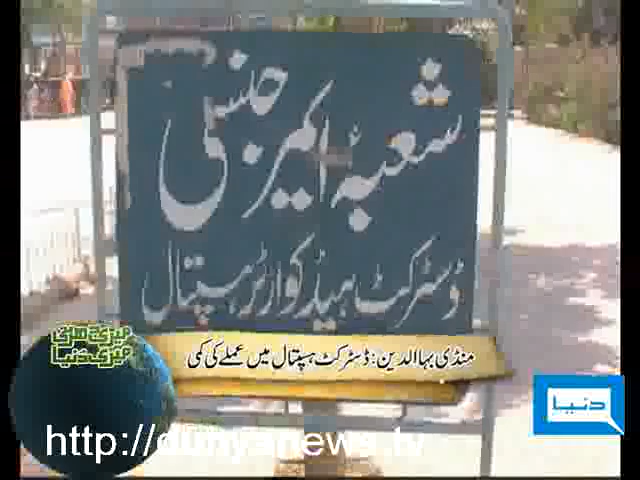 شعبۂ ایمرجنسی
ڈسٹرکٹ ہیڈ کوارٹر ہسپتال
منڈی بہاالدین: ڈسٹرکٹ ہسپتال میں عملے کی کمی
میری دنیا
دنیا
http://dunyanews.tv